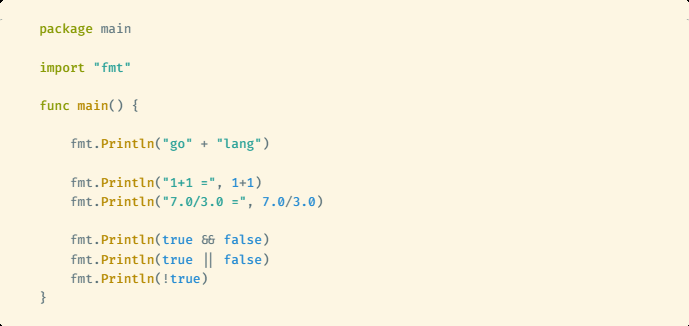 package main
import "fmt"
func main() {
    fmt.Println("go" + "lang")
    fmt.Println("1+1 =", 1+1)
    fmt.Println("7.0/3.0 =", 7.0/3.0)
    fmt.Println(true && false)
    fmt.Println(true || false)
    fmt.Println(!true)
}